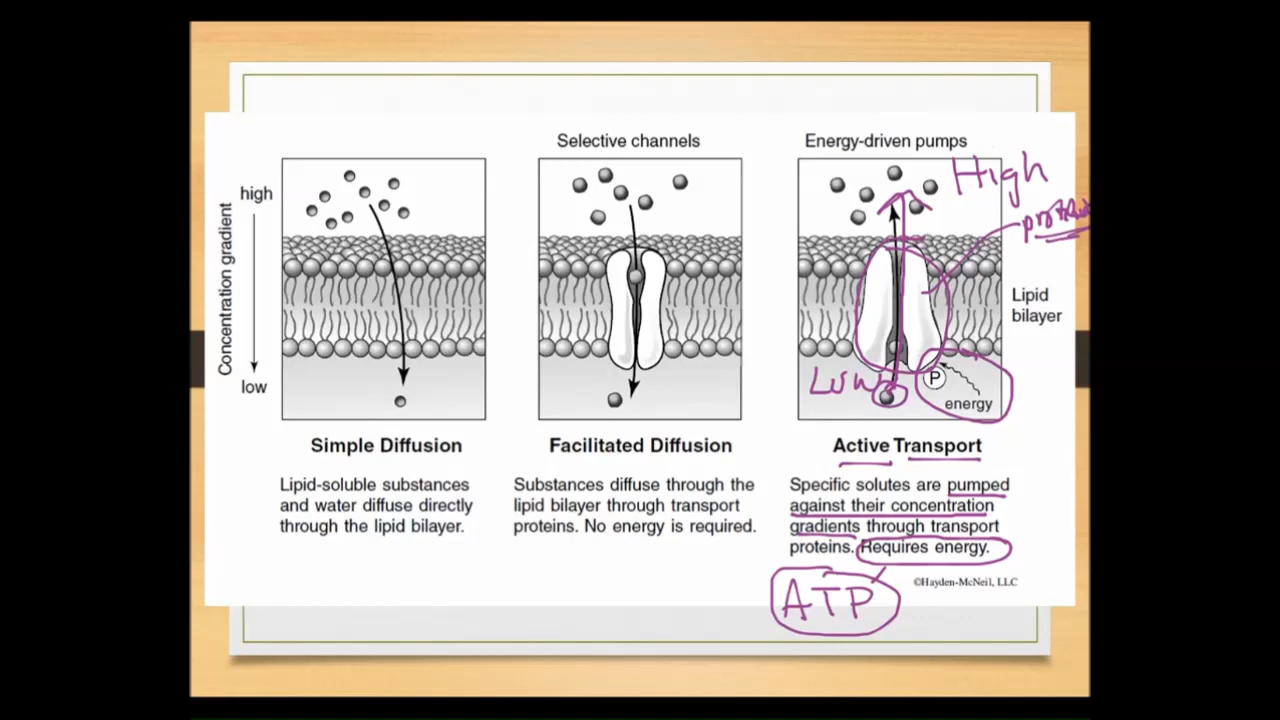 Selective channels
Energy-driven pumps
High
high
Concentration gradient
low
Lipid
bilayer
Low
P
energy
Simple Diffusion
Facilitated Diffusion
Active Transport
Lipid-soluble substances
and water diffuse directly
through the lipid bilayer.
Substances diffuse through the
lipid bilayer through transport
proteins. No energy is required.
Specific solutes are pumped
against their concentration
gradients through transport
proteins. Requires energy.
©Hayden-McNeil, LLC
ATP